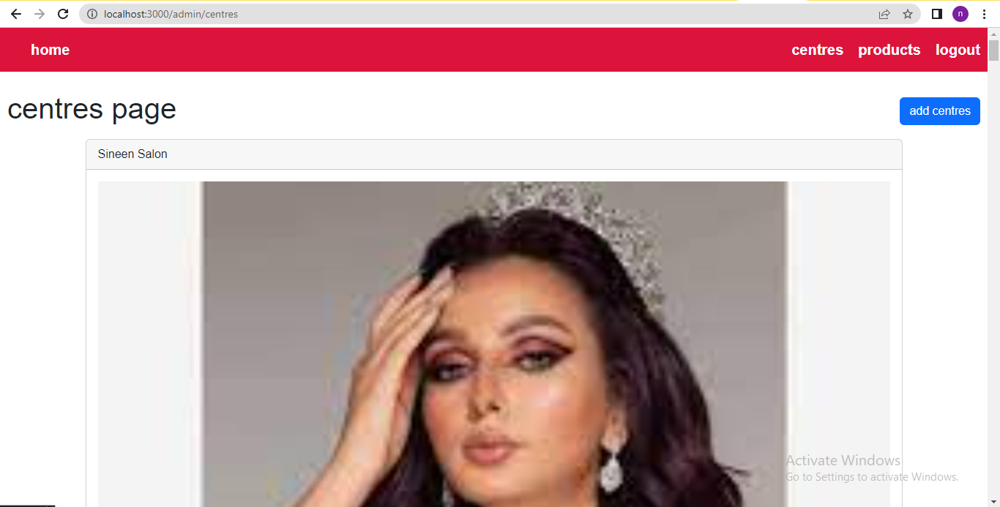 localhost:3000/admin/centres
n
home
centres products logout
centres page
add centres
Sineen Salon
Activate Windows
Go to Settings to activate Windows.